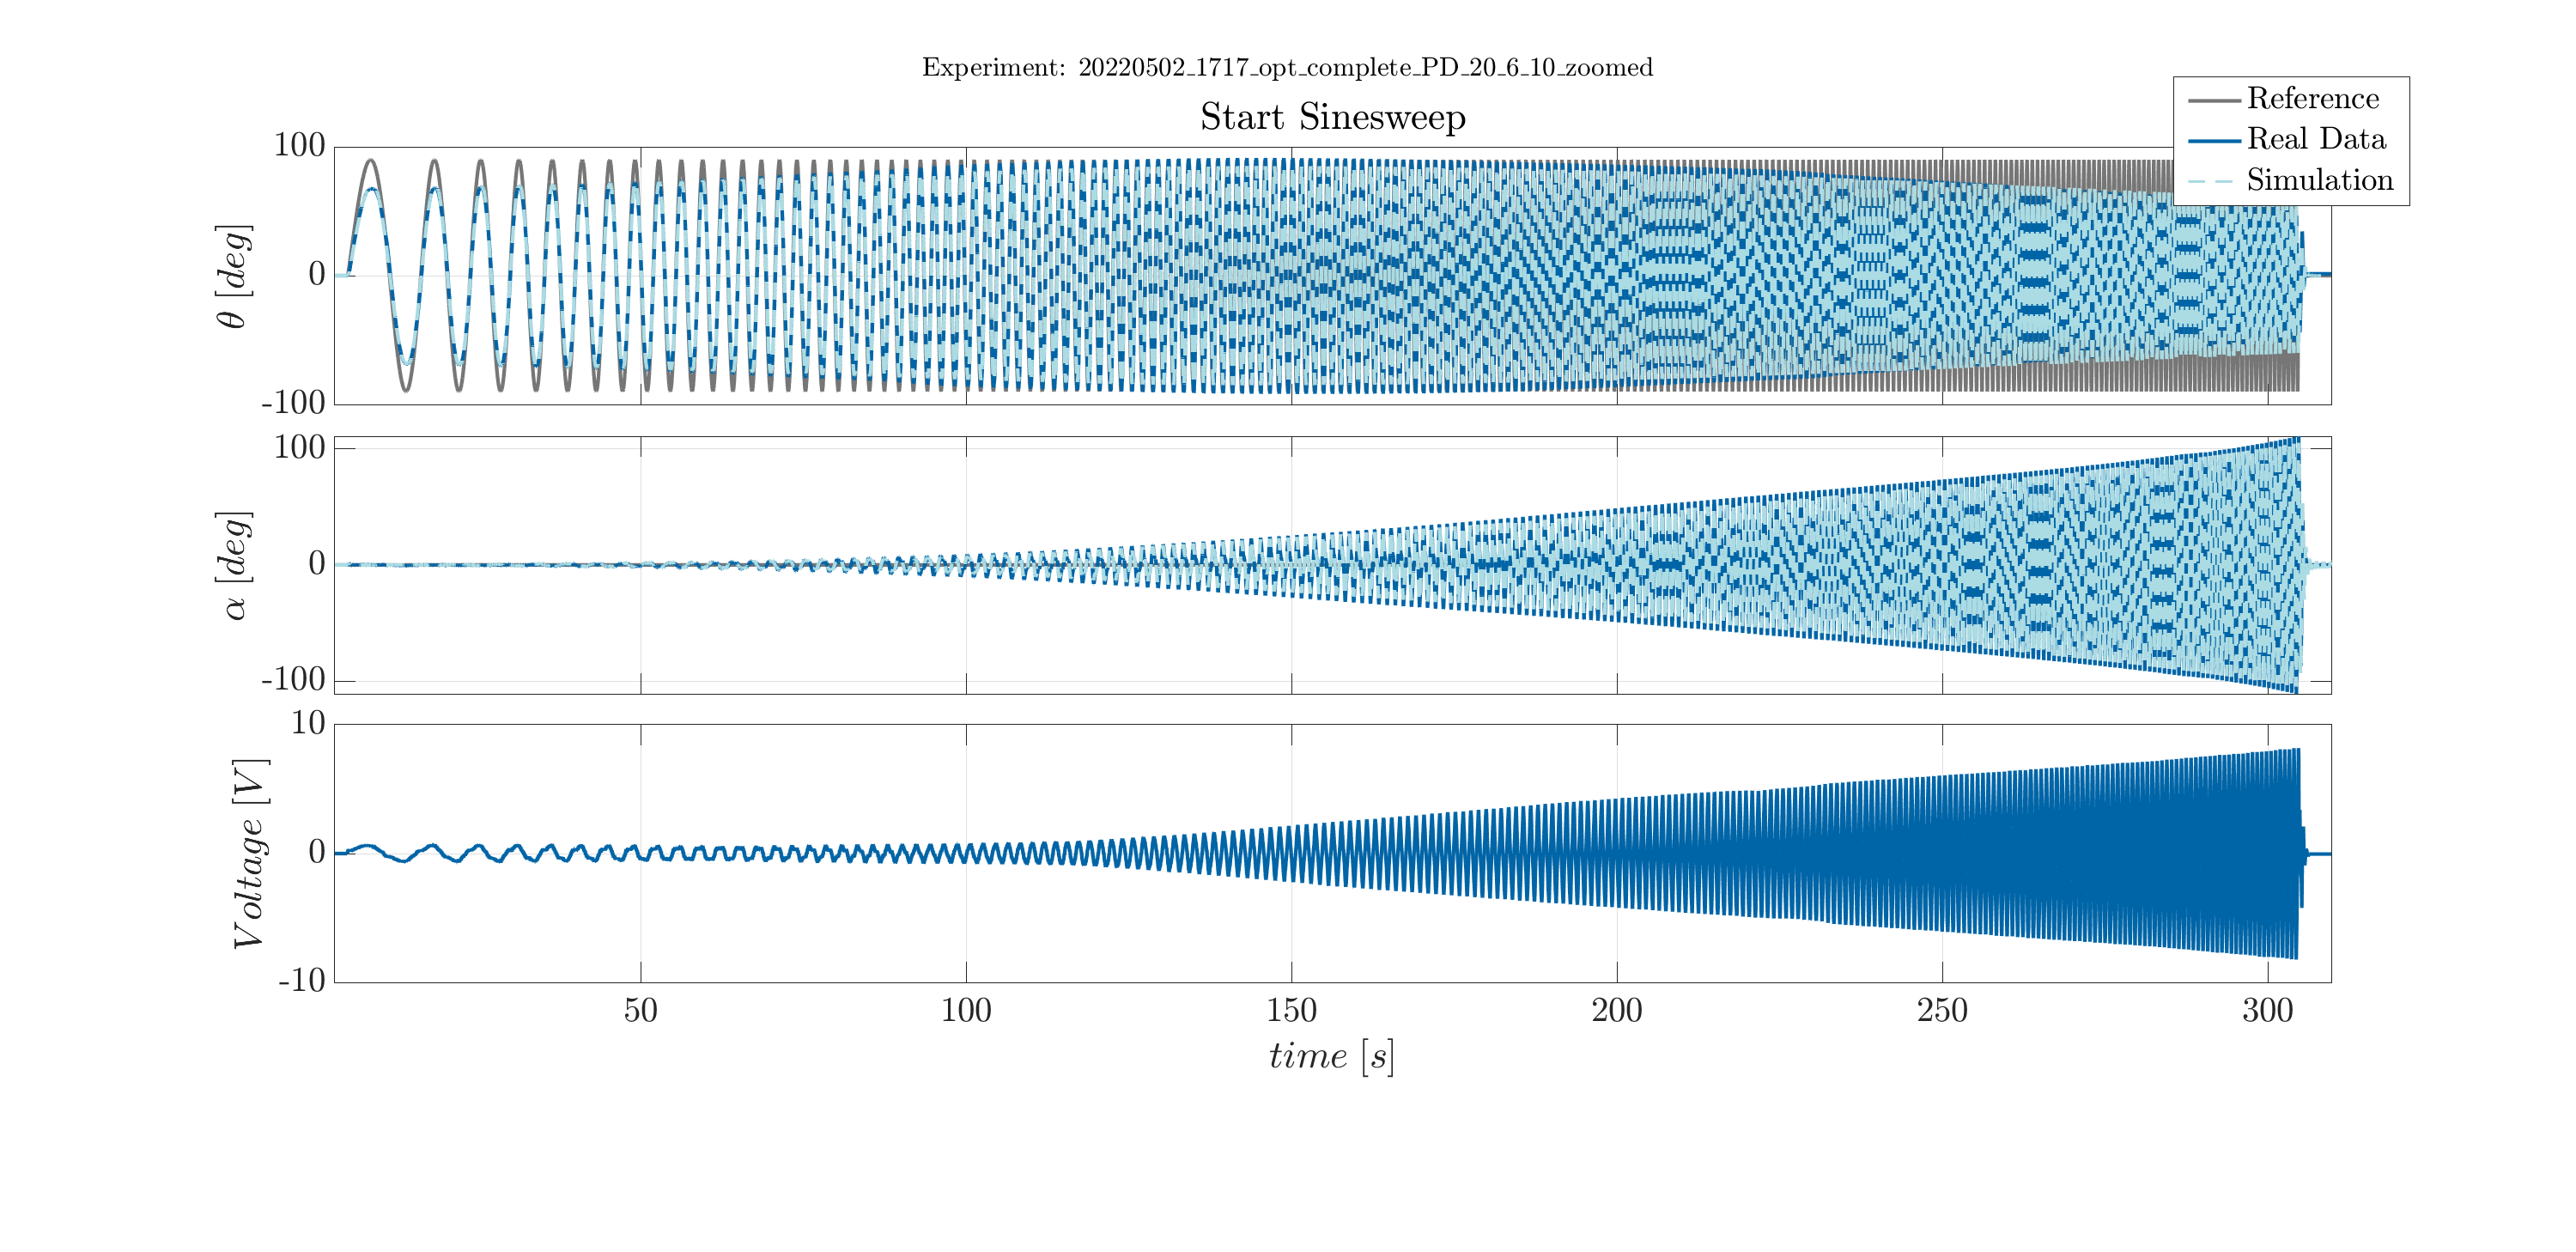 Experiment: 20220502_1717_opt_complete_PD_20_6_10_zoomed
Start Sinesweep
Reference
Real Data
Simulation
100
0
-100
θ [deg]
100
0
-100
α [deg]
10
0
-10
Voltage [V]
50 100 150 200 250 300
time [s]